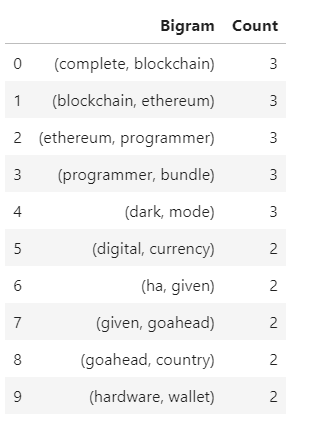 Bigram Count
0 (complete, blockchain) 3
1 (blockchain, ethereum) 3
2 (ethereum, programmer) 3
3 (programmer, bundle) 3
4 (dark, mode) 3
5 (digital, currency) 2
6 (ha, given) 2
7 (given, goahead) 2
8 (goahead, country) 2
9 (hardware, wallet) 2